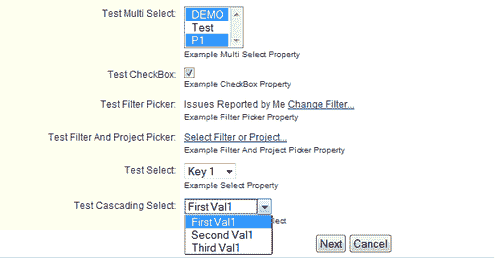 Test Multi Select: DEMO
Test
P1
Example Multi Select Property
Test CheckBox:
Example CheckBox Property
Test Filter Picker: Issues Reported by Me Change Filter...
Example Filter Picker Property
Test Filter And Project Picker: Select Filter or Project...
Example Filter And Project Picker Property
Test Select: Key 1
Example Select Property
Test Cascading Select: First Val1
First Val1
Second Val1
Third Val1
Next Cancel